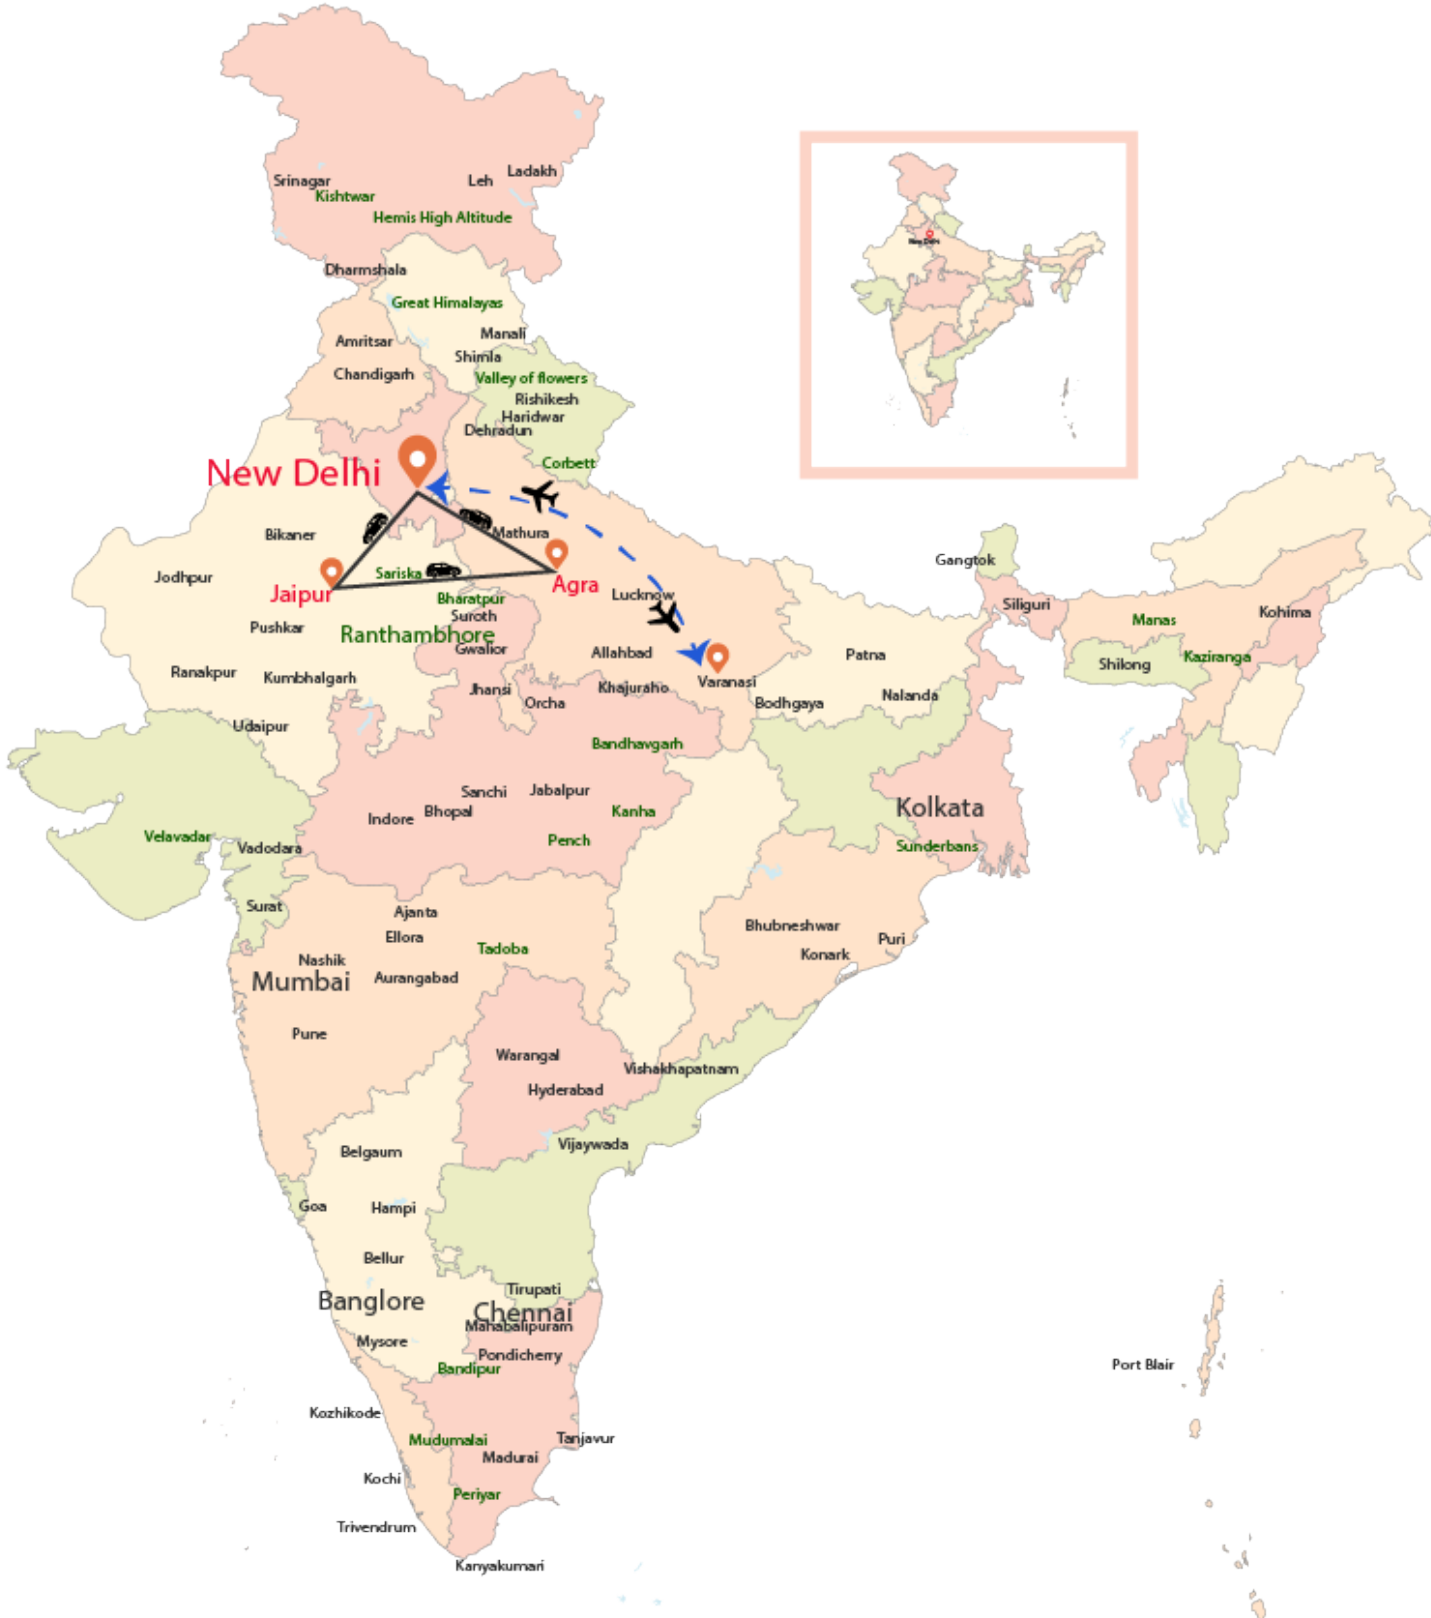 Srinagar
Kishtwar
Leh
Ladakh
Hemis High Altitude
Dharmshala
Great Himalayas
Amritsar
Manali
Shimla
Chandigarh
Valley of flowers
Rishikesh
Haridwar
Dehradun
Corbett
New Delhi
New Delhi
Bikaner
Mathura
Jodhpur
Sariska
Jaipur
Agra
Bharatpur
Lucknow
Suroth
Pushkar
Ranthambhore
Gwalior
Allahbad
Ranakpur
Kumbhalgarh
Jhansi
Khajuraho
Varanasi
Orcha
Patna
Bodhgaya
Nalanda
Gangtok
Siliguri
Manas
Kohima
Shilong
Kaziranga
Udaipur
Bandhavgarh
Sanchi
Jabalpur
Indore
Bhopal
Kanha
Pench
Kolkata
Sunderbans
Velavadar
Vadodara
Surat
Ajanta
Ellora
Tadoba
Nashik
Mumbai
Aurangabad
Bhubneshwar
Konark
Puri
Pune
Warangal
Hyderabad
Vishakhapatnam
Vijaywada
Belgaum
Goa
Hampi
Bellur
Tirupati
Banglore
Chennai
Mahabalipuram
Mysore
Pondicherry
Bandipur
Port Blair
Kozhikode
Mudumalai
Tanjavur
Madurai
Kochi
Periyar
Trivendrum
Kanyakumari